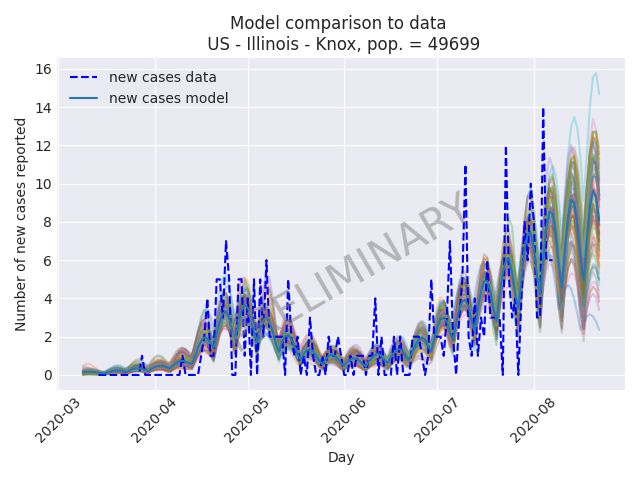 Model comparison to data
US - Illinois - Knox, pop. = 49699
new cases data
new cases model
Number of new cases reported
16
14
12
10
8
6
4
2
0
ELIMINARY
2020-03
2020-04
2020-05
2020-06
2020-07
2020-08
Day